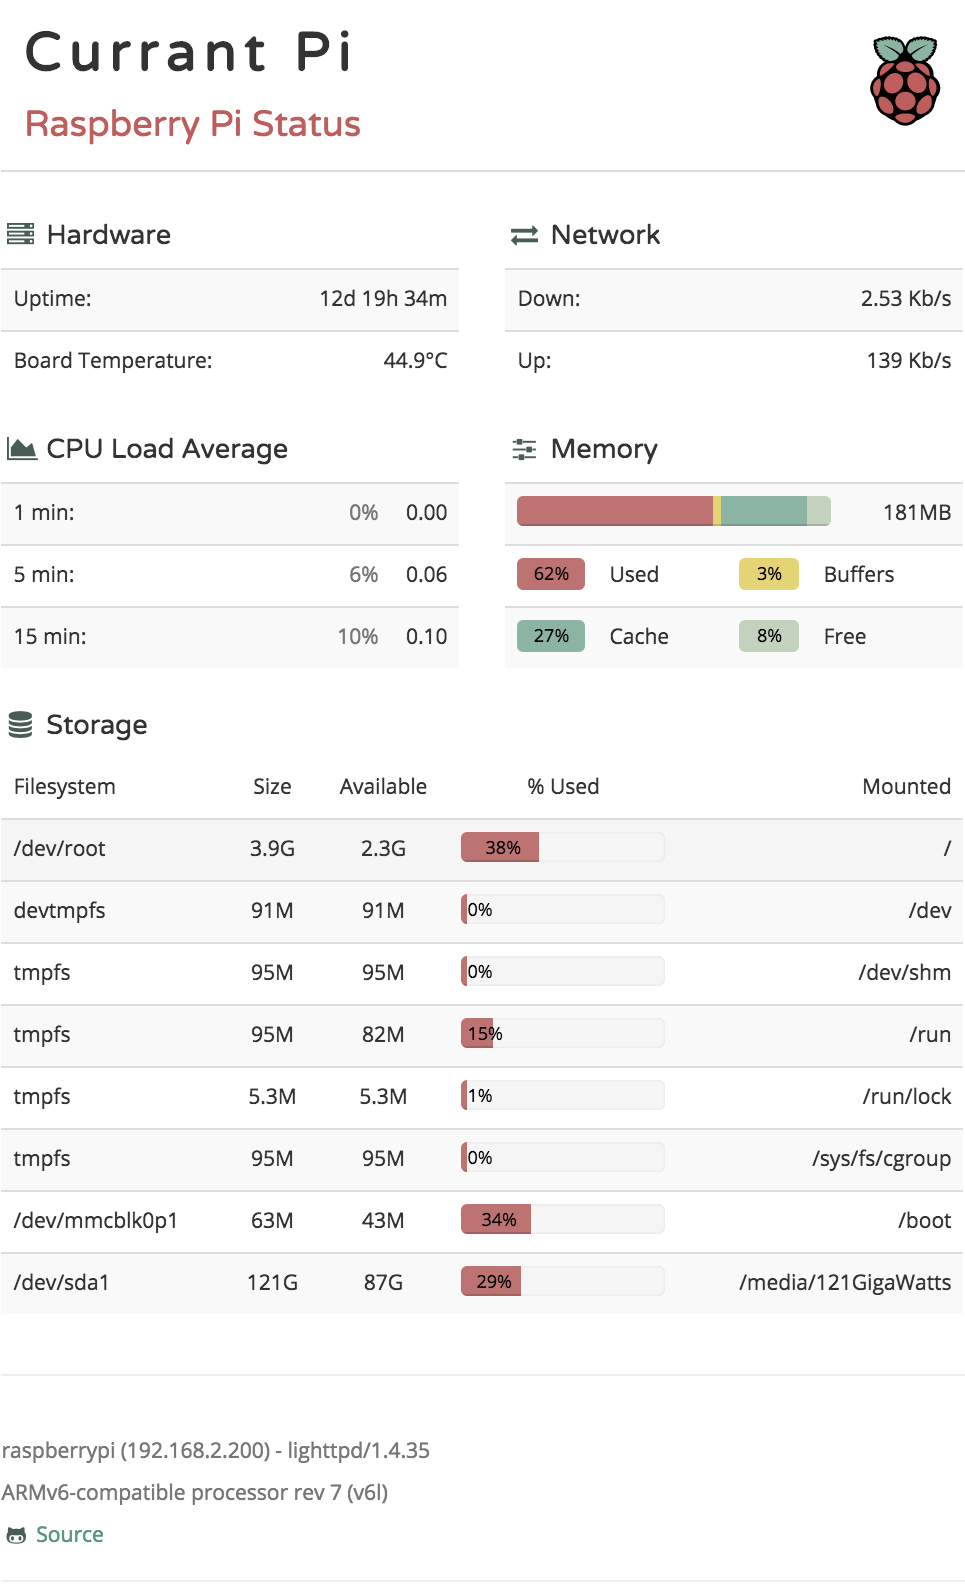 Currant Pi
Raspberry Pi Status
Hardware
Uptime: 12d 19h 34m
Board Temperature: 44.9°C
Network
Down: 2.53 Kb/s
Up: 139 Kb/s
CPU Load Average
1 min: 0% 0.00
5 min: 6% 0.06
15 min: 10% 0.10
Memory
181MB
62% Used 3% Buffers
27% Cache 8% Free
Storage
Filesystem Size Available % Used Mounted
/dev/root 3.9G 2.3G 38% /
devtmpfs 91M 91M 0% /dev
tmpfs 95M 95M 0% /dev/shm
tmpfs 95M 82M 15% /run
tmpfs 5.3M 5.3M 1% /run/lock
tmpfs 95M 95M 0% /sys/fs/cgroup
/dev/mmcblk0p1 63M 43M 34% /boot
/dev/sda1 121G 87G 29% /media/121GigaWatts
raspberrypi (192.168.2.200) - lighttpd/1.4.35
ARMv6-compatible processor rev 7 (v6l)
Source